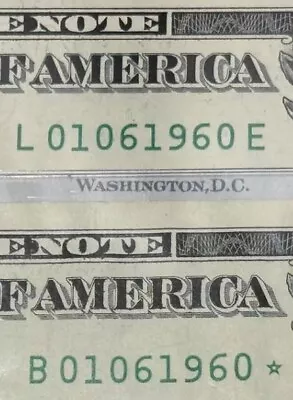 E NOTE
F AMERICA
L 01061960 E
WASHINGTON, D.C.
E NOTE
F AMERICA
B 01061960 ☆